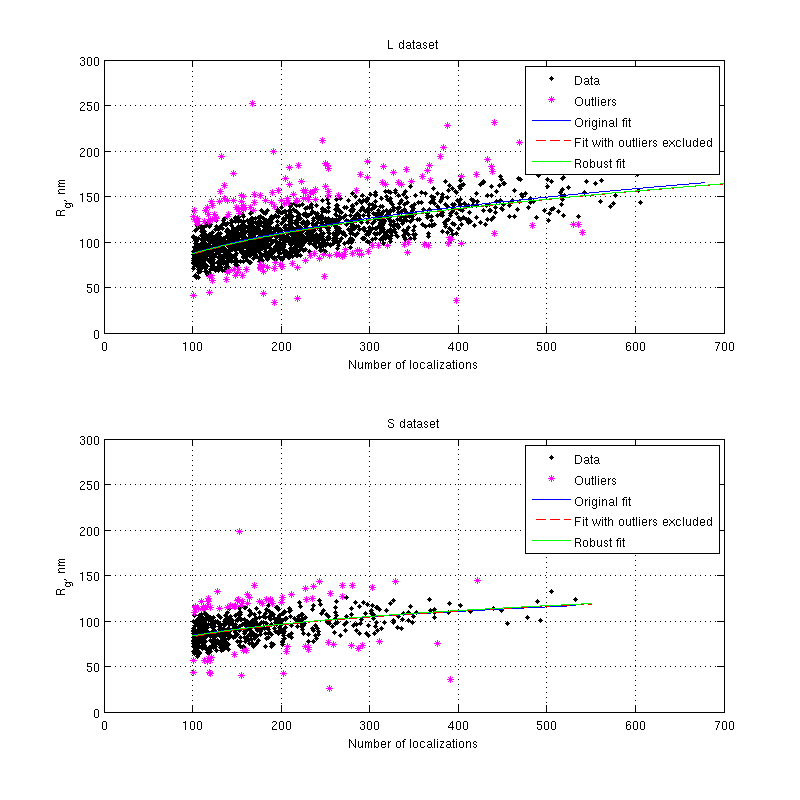 L dataset
300
250
200
150
100
50
0
R_g, nm
Data
Outliers
Original fit
Fit with outliers excluded
Robust fit
0 100 200 300 400 500 600 700
Number of localizations
S dataset
300
250
200
150
100
50
0
R_g, nm
Data
Outliers
Original fit
Fit with outliers excluded
Robust fit
0 100 200 300 400 500 600 700
Number of localizations